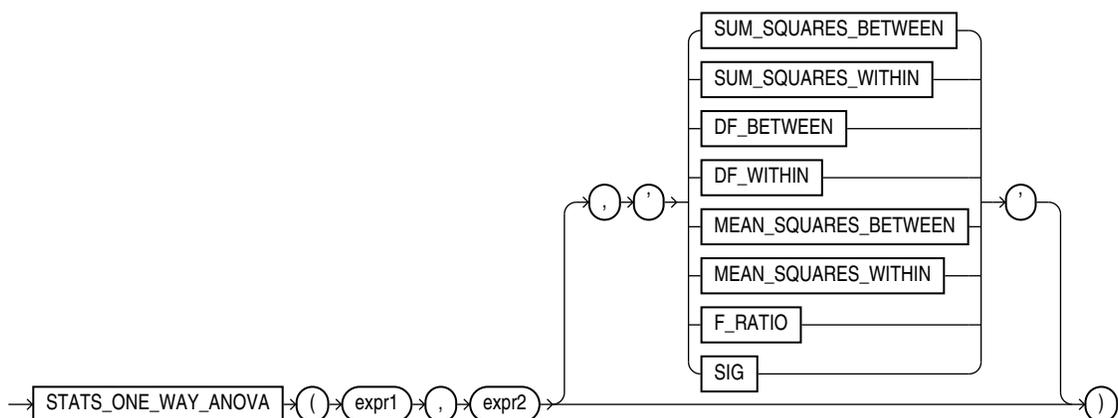 SUM_SQUARES_BETWEEN
SUM_SQUARES_WITHIN
DF_BETWEEN
DF_WITHIN
, ' '
MEAN_SQUARES_BETWEEN
MEAN_SQUARES_WITHIN
F_RATIO
SIG
STATS_ONE_WAY_ANOVA ( expr1 , expr2 )